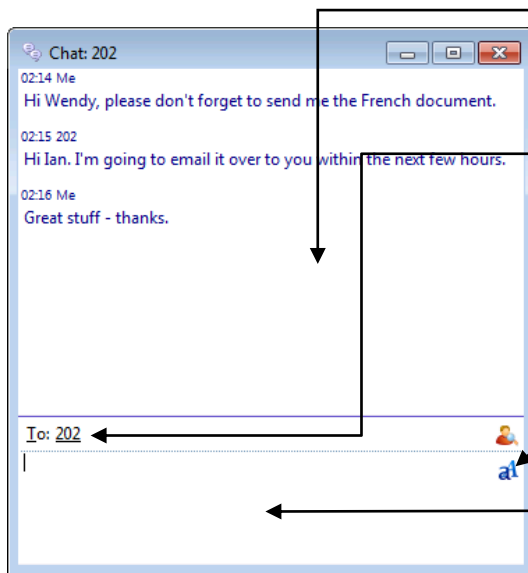 Chat: 202
02:14 Me
Hi Wendy, please don't forget to send me the French document.
02:15 202
Hi Ian. I'm going to email it over to you within the next few hours.
02:16 Me
Great stuff - thanks.
To: 202
aA